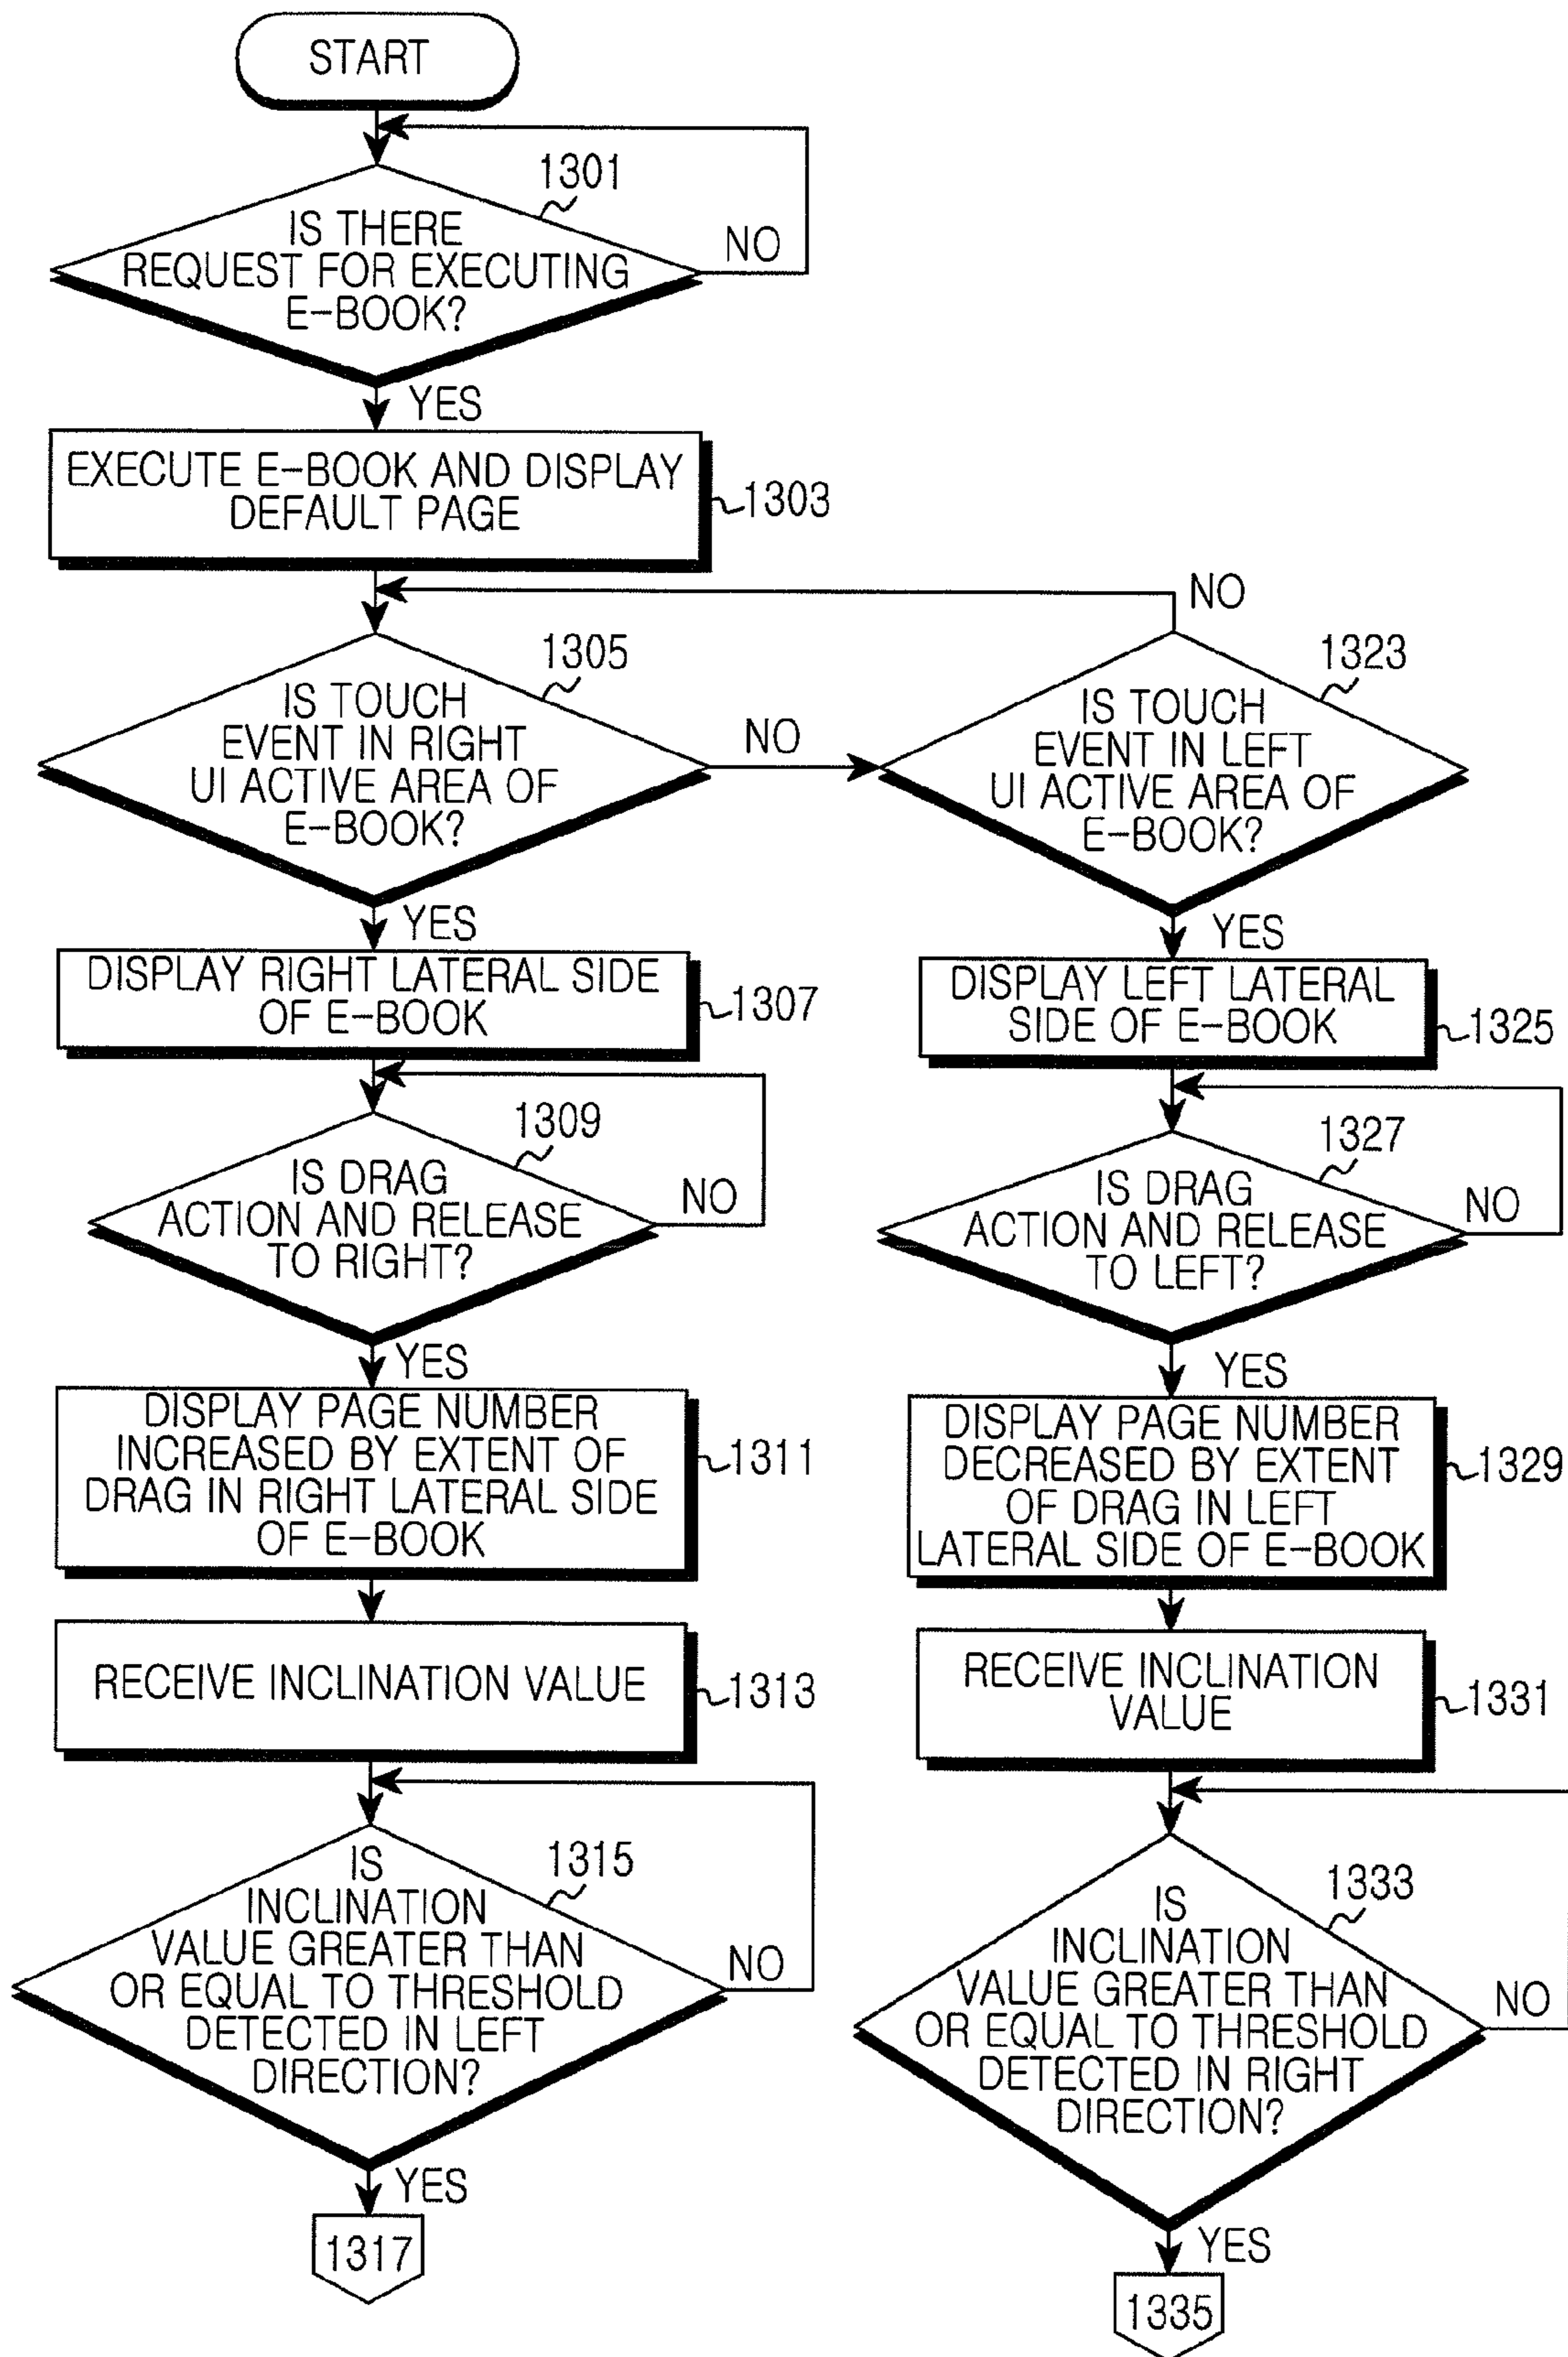 START
1301
IS THERE
REQUEST FOR EXECUTING
E-BOOK?
NO
YES
EXECUTE E-BOOK AND DISPLAY
DEFAULT PAGE
1303
NO
1305
IS TOUCH
EVENT IN RIGHT
UI ACTIVE AREA OF
E-BOOK?
NO
1323
IS TOUCH
EVENT IN LEFT
UI ACTIVE AREA OF
E-BOOK?
YES
DISPLAY RIGHT LATERAL SIDE
OF E-BOOK
1307
YES
DISPLAY LEFT LATERAL
SIDE OF E-BOOK
1325
1309
IS DRAG
ACTION AND RELEASE
TO RIGHT?
NO
1327
IS DRAG
ACTION AND RELEASE
TO LEFT?
NO
YES
DISPLAY PAGE NUMBER
INCREASED BY EXTENT OF
DRAG IN RIGHT LATERAL SIDE
OF E-BOOK
1311
YES
DISPLAY PAGE NUMBER
DECREASED BY EXTENT
OF DRAG IN LEFT
LATERAL SIDE OF E-BOOK
1329
RECEIVE INCLINATION VALUE
1313
RECEIVE INCLINATION
VALUE
1331
1315
IS
INCLINATION
VALUE GREATER THAN
OR EQUAL TO THRESHOLD
DETECTED IN LEFT
DIRECTION?
NO
1333
IS
INCLINATION
VALUE GREATER THAN
OR EQUAL TO THRESHOLD
DETECTED IN RIGHT
DIRECTION?
NO
YES
1317
YES
1335